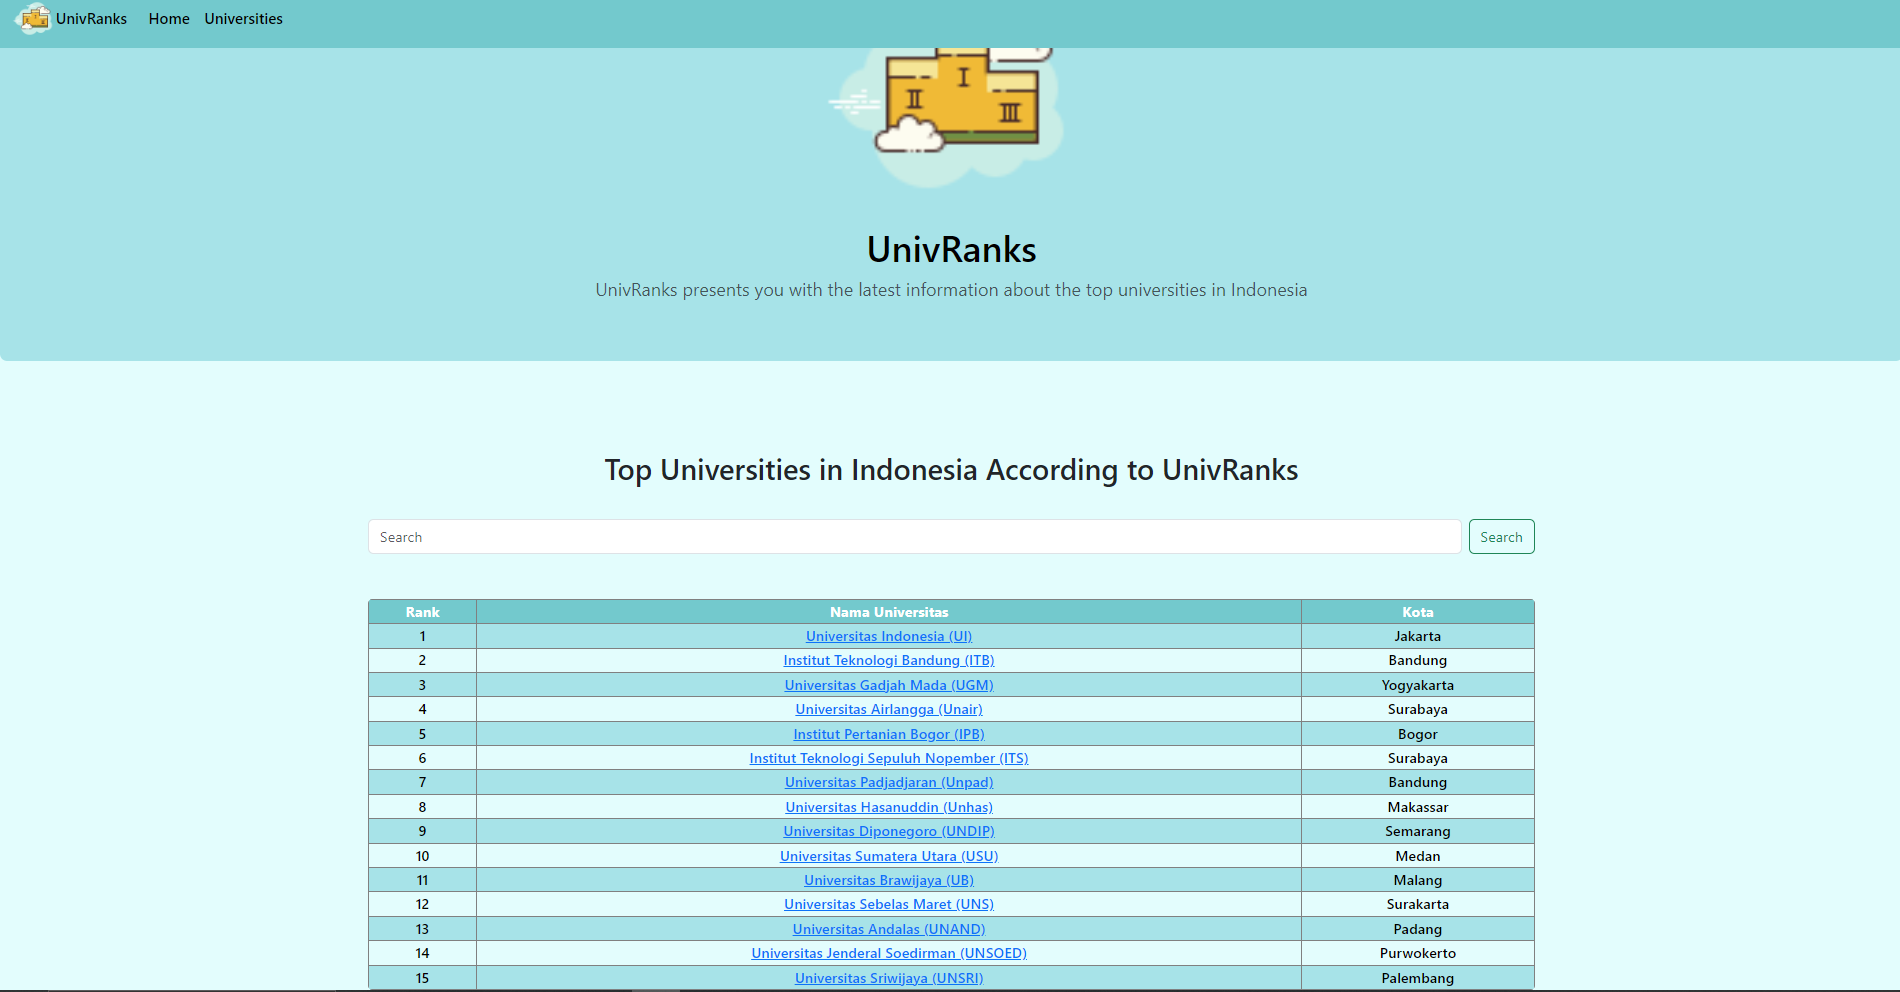 UnivRanks Home Universities
I
II
III
UnivRanks
UnivRanks presents you with the latest information about the top universities in Indonesia
Top Universities in Indonesia According to UnivRanks
Search Search
Rank Nama Universitas Kota
1 Universitas Indonesia (UI) Jakarta
2 Institut Teknologi Bandung (ITB) Bandung
3 Universitas Gadjah Mada (UGM) Yogyakarta
4 Universitas Airlangga (Unair) Surabaya
5 Institut Pertanian Bogor (IPB) Bogor
6 Institut Teknologi Sepuluh Nopember (ITS) Surabaya
7 Universitas Padjadjaran (Unpad) Bandung
8 Universitas Hasanuddin (Unhas) Makassar
9 Universitas Diponegoro (UNDIP) Semarang
10 Universitas Sumatera Utara (USU) Medan
11 Universitas Brawijaya (UB) Malang
12 Universitas Sebelas Maret (UNS) Surakarta
13 Universitas Andalas (UNAND) Padang
14 Universitas Jenderal Soedirman (UNSOED) Purwokerto
15 Universitas Sriwijaya (UNSRI) Palembang